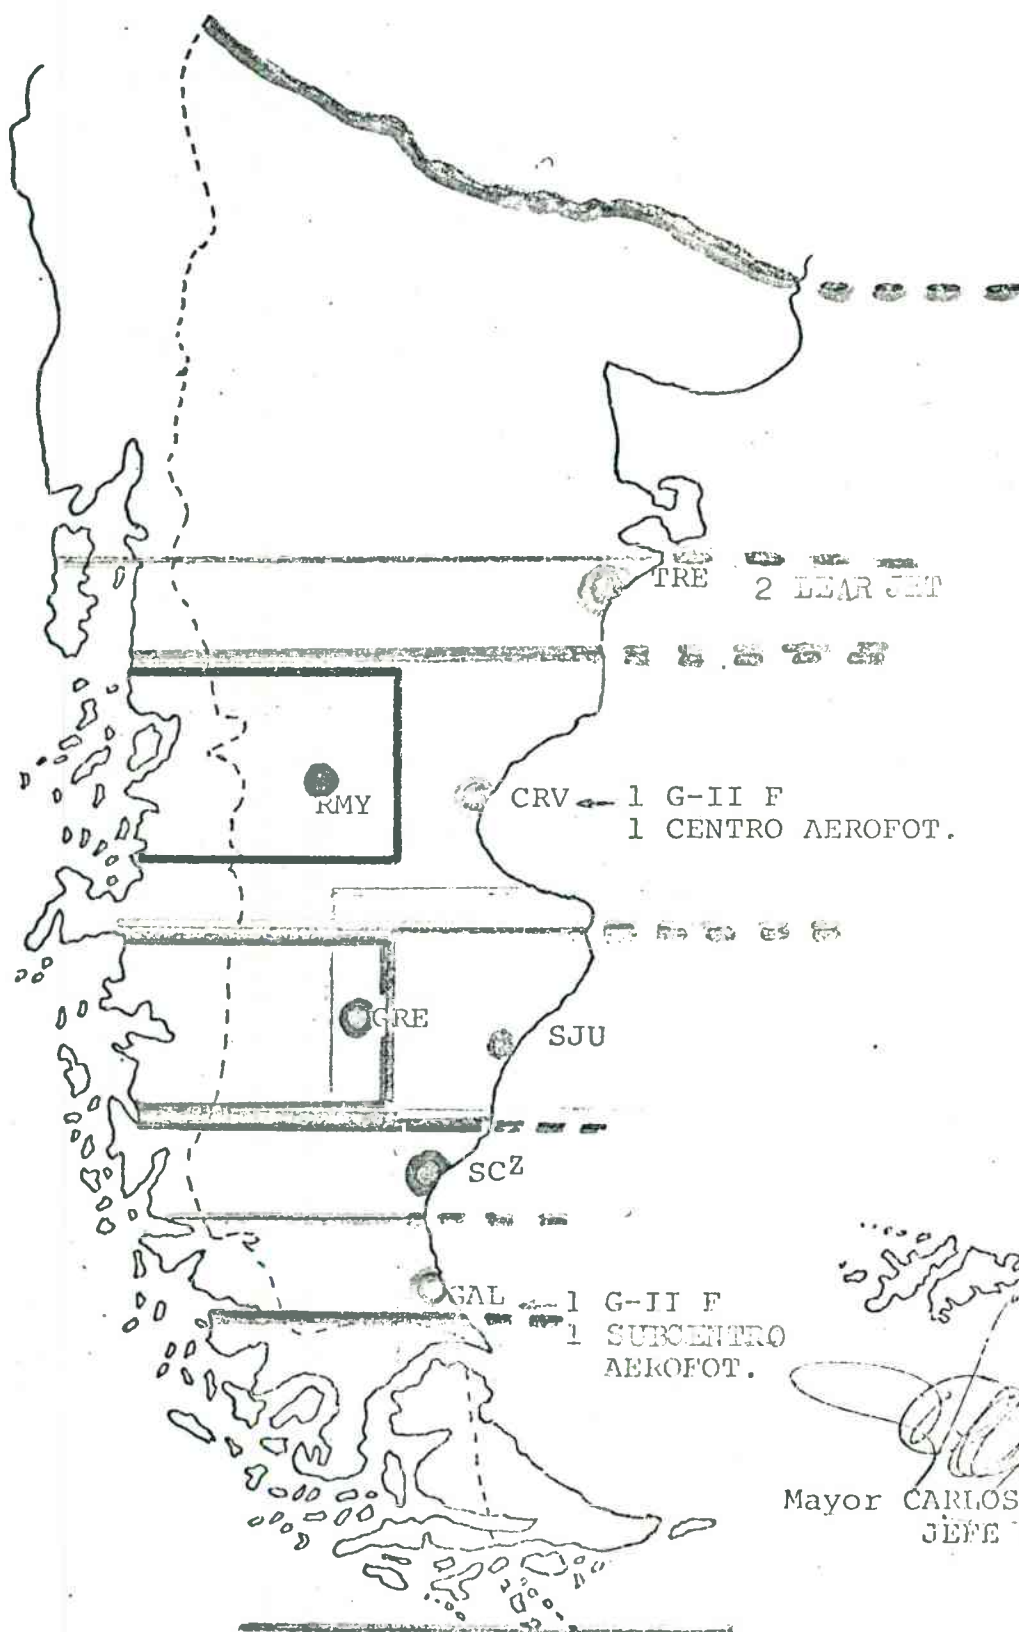 TRE
2 LEAR JET
RMY
CRV 1 G-II F
1 CENTRO AEROFOT.
GRE
SJU
SCZ
GAL 1 G-II F
1 SUBCENTRO
AEROFOT.
Mayor CARLOS
JEFE